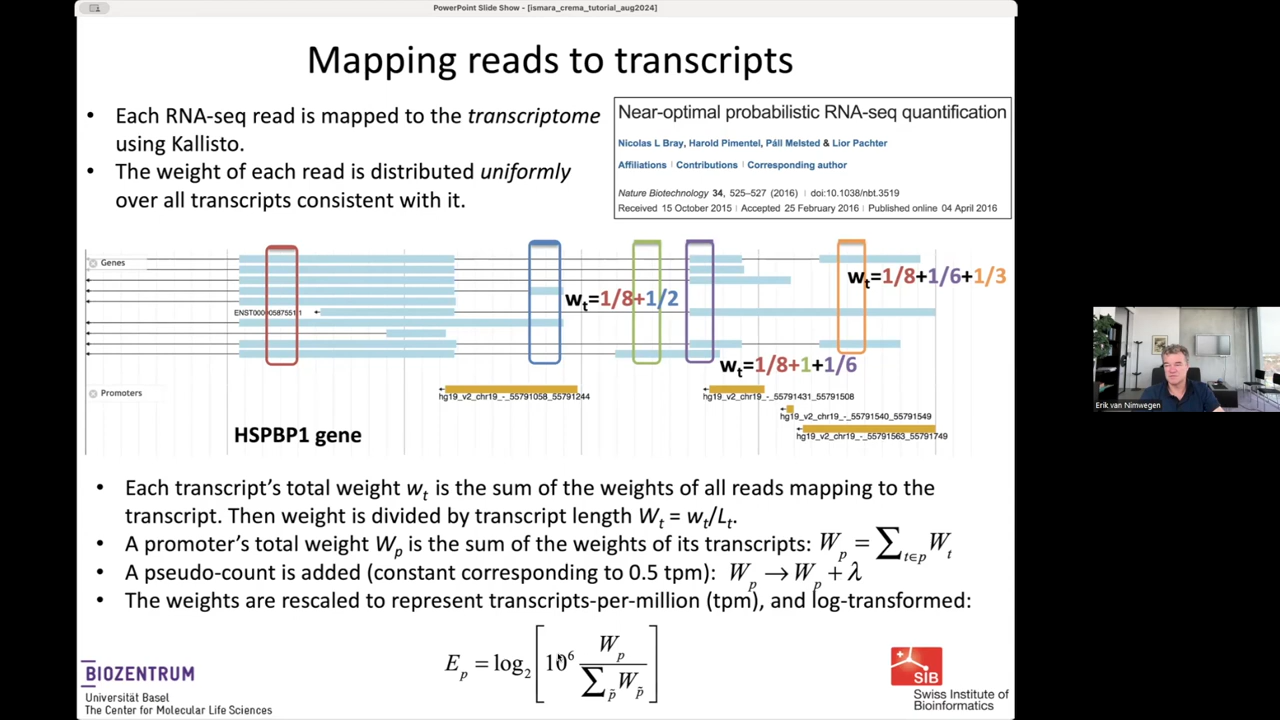 PowerPoint Slide Show - [ismara_crema_tutorial_aug2024]
Mapping reads to transcripts
• Each RNA-seq read is mapped to the transcriptome
using Kallisto.
• The weight of each read is distributed uniformly
over all transcripts consistent with it.
Near-optimal probabilistic RNA-seq quantification
Nicolas L Bray, Harold Pimentel, Páll Melsted & Lior Pachter
Affiliations | Contributions | Corresponding author
Nature Biotechnology 34, 525–527 (2016) | doi:10.1038/nbt.3519
Received 15 October 2015 | Accepted 25 February 2016 | Published online 04 April 2016
Genes
wt=1/8+1/6+1/3
wt=1/8+1/2
wt=1/8+1+1/6
Promoters
hg19_v2_chr19_-_55791058_55791244
hg19_v2_chr19_-_55791431_55791508
hg19_v2_chr19_-_55791540_55791549
hg19_v2_chr19_-_55791563_55791749
HSPBP1 gene
Erik van Nimwegen
• Each transcript's total weight wt is the sum of the weights of all reads mapping to the
transcript. Then weight is divided by transcript length Wt = wt/Lt.
• A promoter's total weight Wp is the sum of the weights of its transcripts: Wp = ∑t∈p Wt
• A pseudo-count is added (constant corresponding to 0.5 tpm): Wp → Wp + λ
• The weights are rescaled to represent transcripts-per-million (tpm), and log-transformed:
Ep = log2 [10^6 Wp / ∑p̃ Wp̃]
BIOZENTRUM
Universität Basel
The Center for Molecular Life Sciences
SIB
Swiss Institute of
Bioinformatics